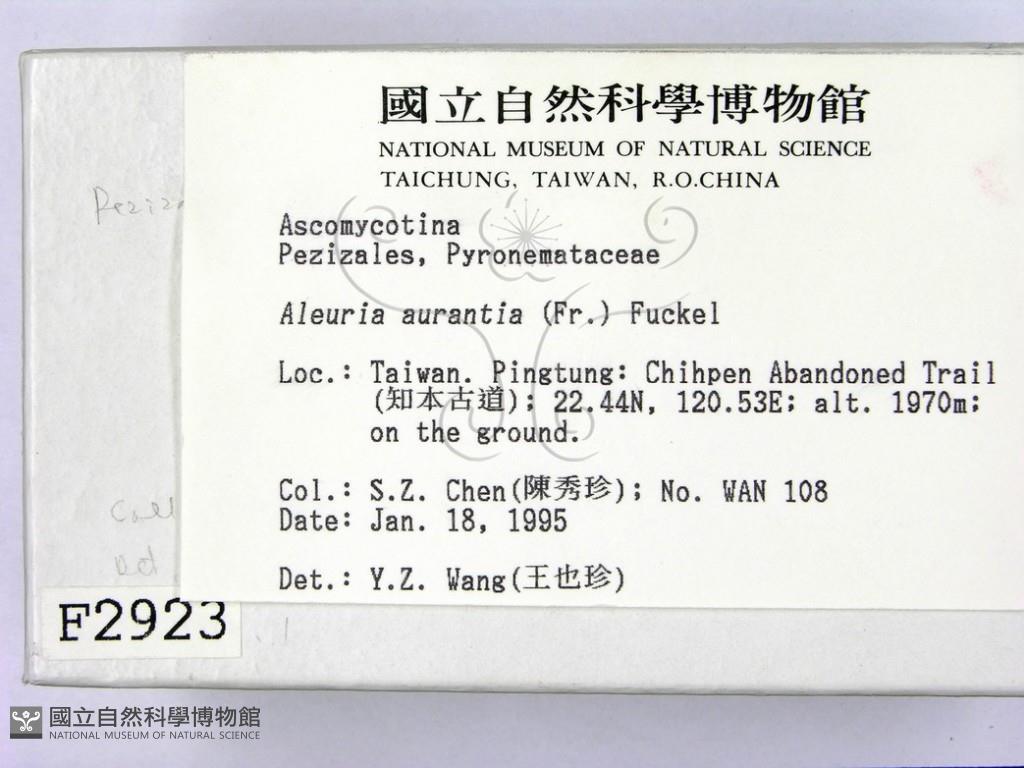 國立自然科學博物館
NATIONAL MUSEUM OF NATURAL SCIENCE
TAICHUNG, TAIWAN, R.O.CHINA
Peziza
Ascomycotina
Pezizales, Pyronemataceae
Aleuria aurantia (Fr.) Fuckel
Loc.: Taiwan. Pingtung: Chihpen Abandoned Trail
(知本古道); 22.44N, 120.53E; alt. 1970m;
on the ground.
Col.: S.Z. Chen(陳秀珍); No. WAN 108
Date: Jan. 18, 1995
Coll
Det.: Y.Z. Wang(王也珍)
F2923
國立自然科學博物館
NATIONAL MUSEUM OF NATURAL SCIENCE